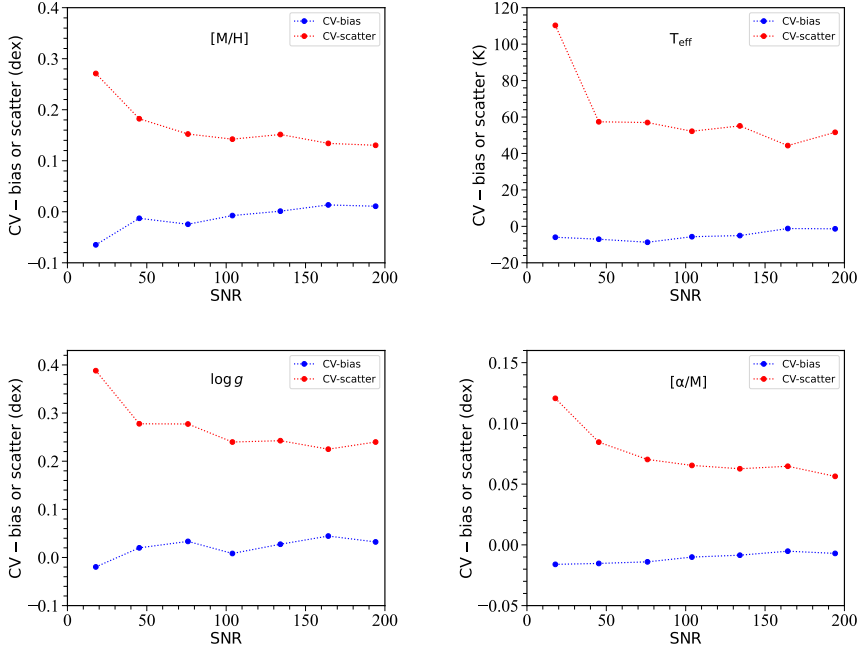 0.4
0.3
0.2
0.1
0.0
−0.1
CV − bias or scatter (dex)
[M/H]
CV-bias
CV-scatter
0 50 100 150 200
SNR
120
100
80
60
40
20
0
−20
CV − bias or scatter (K)
T_eff
CV-bias
CV-scatter
0 50 100 150 200
SNR
0.4
0.3
0.2
0.1
0.0
−0.1
CV − bias or scatter (dex)
log g
CV-bias
CV-scatter
0 50 100 150 200
SNR
0.15
0.10
0.05
0.00
−0.05
CV − bias or scatter (dex)
[α/M]
CV-bias
CV-scatter
0 50 100 150 200
SNR